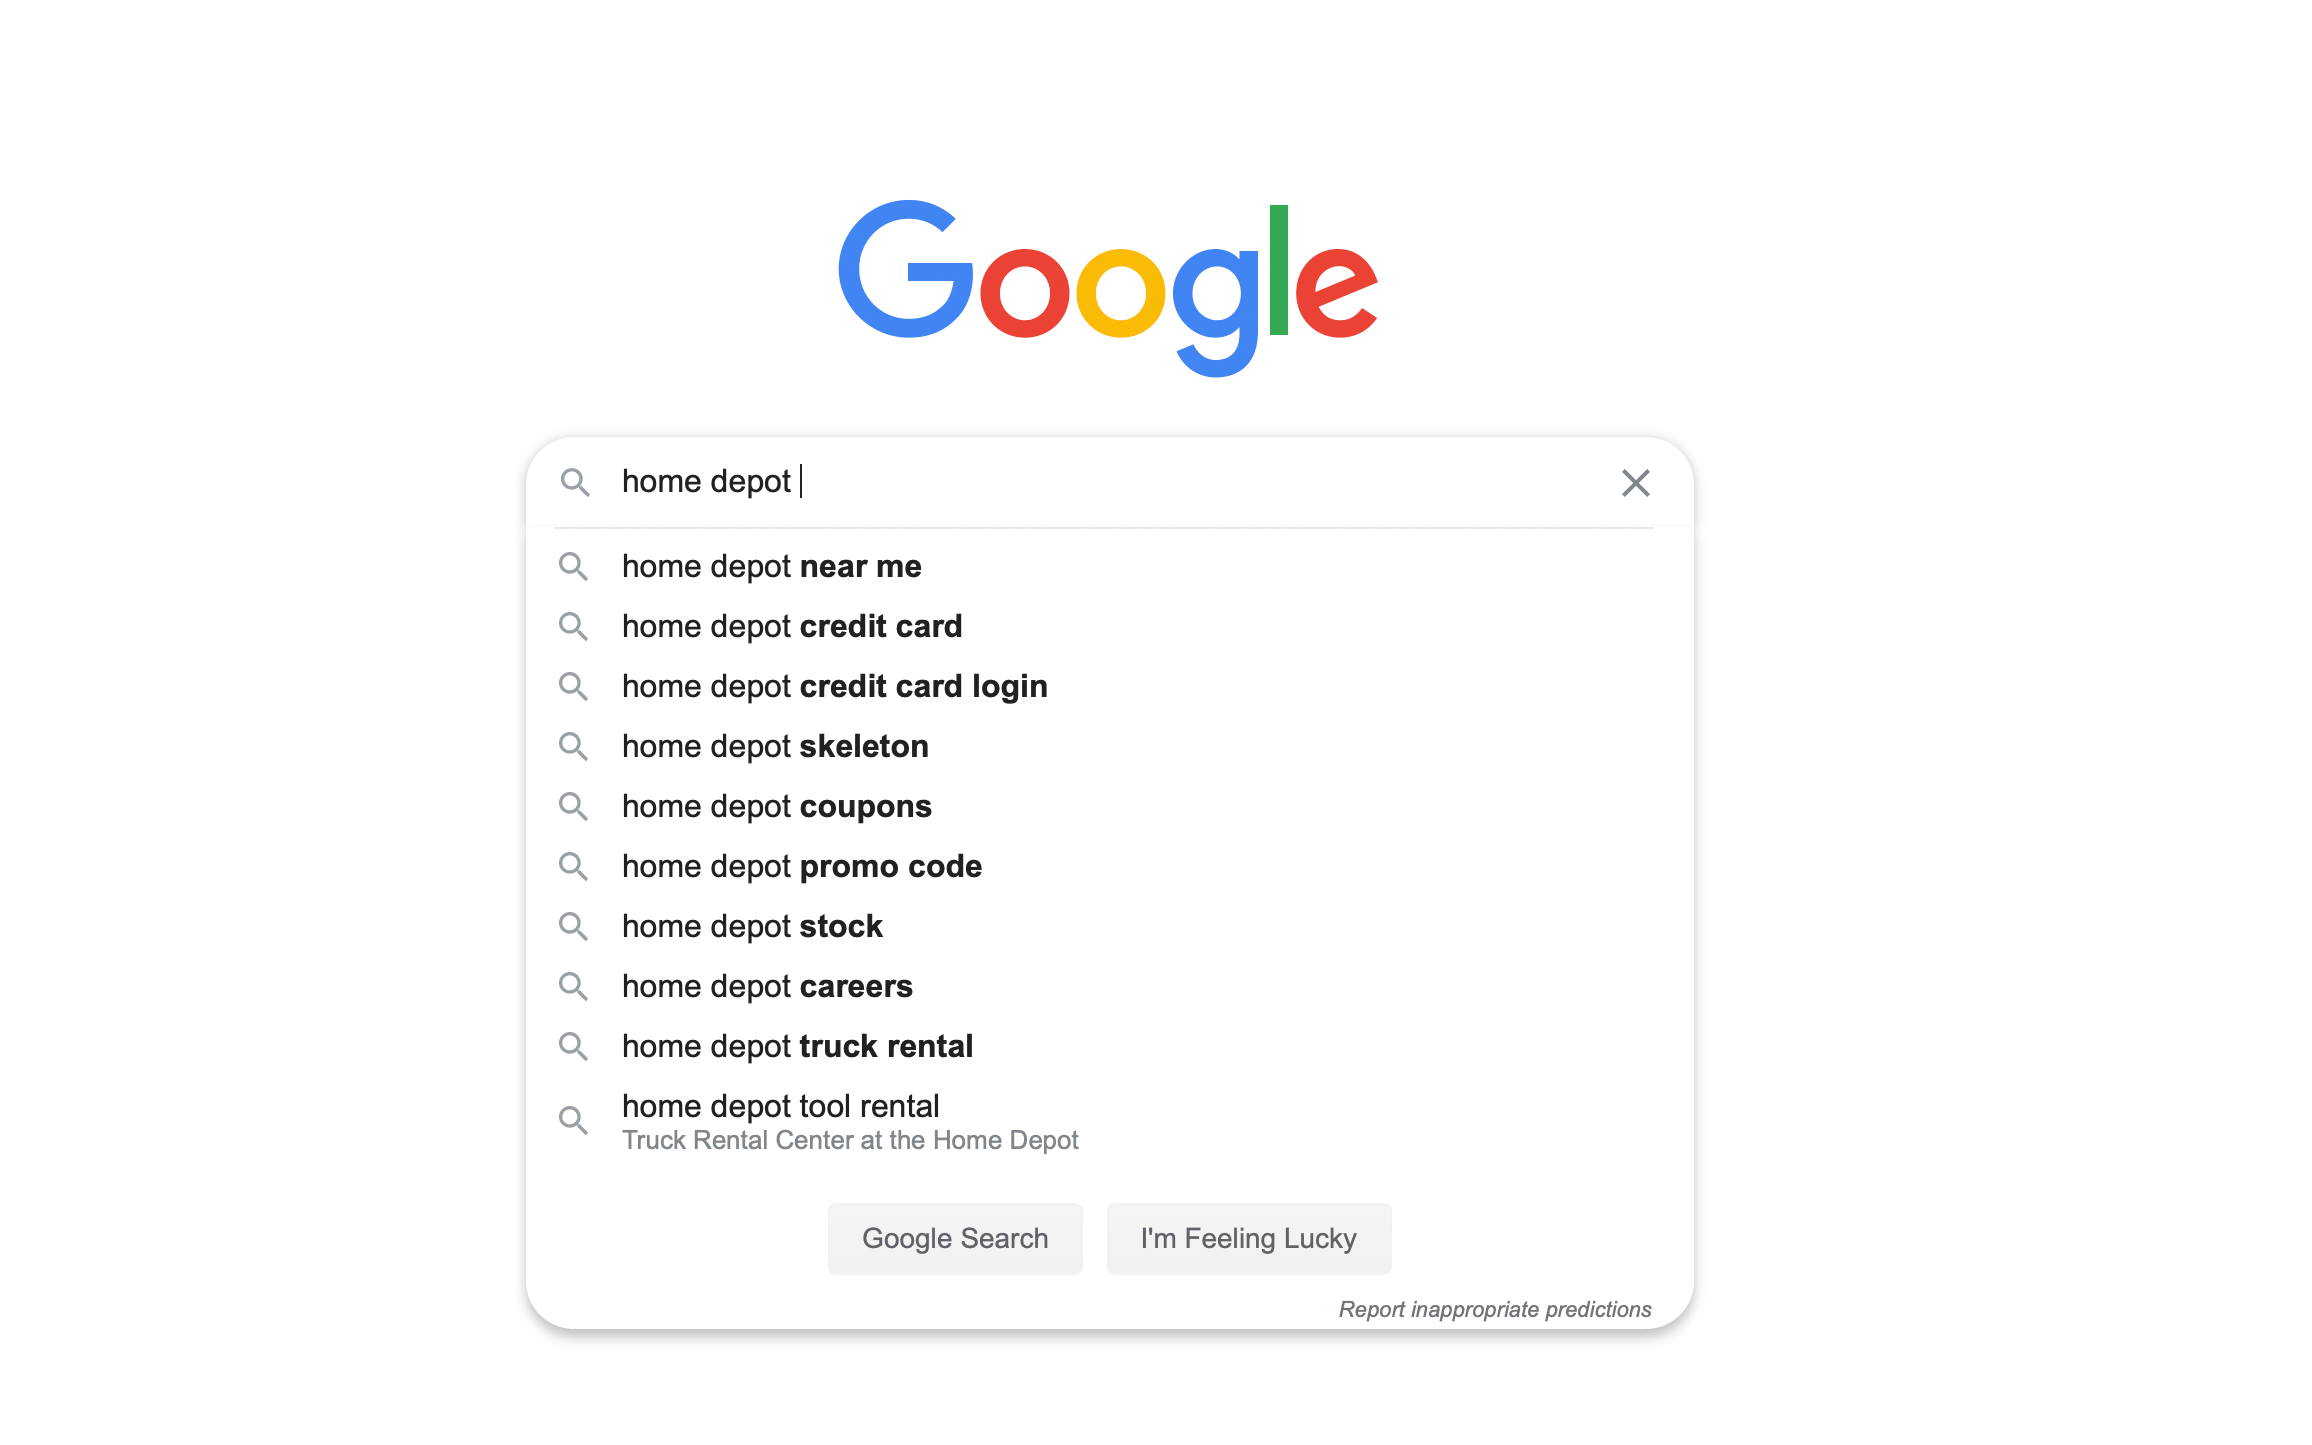 Google
home depot
home depot near me
home depot credit card
home depot credit card login
home depot skeleton
home depot coupons
home depot promo code
home depot stock
home depot careers
home depot truck rental
home depot tool rental
Truck Rental Center at the Home Depot
Google Search
I'm Feeling Lucky
Report inappropriate predictions